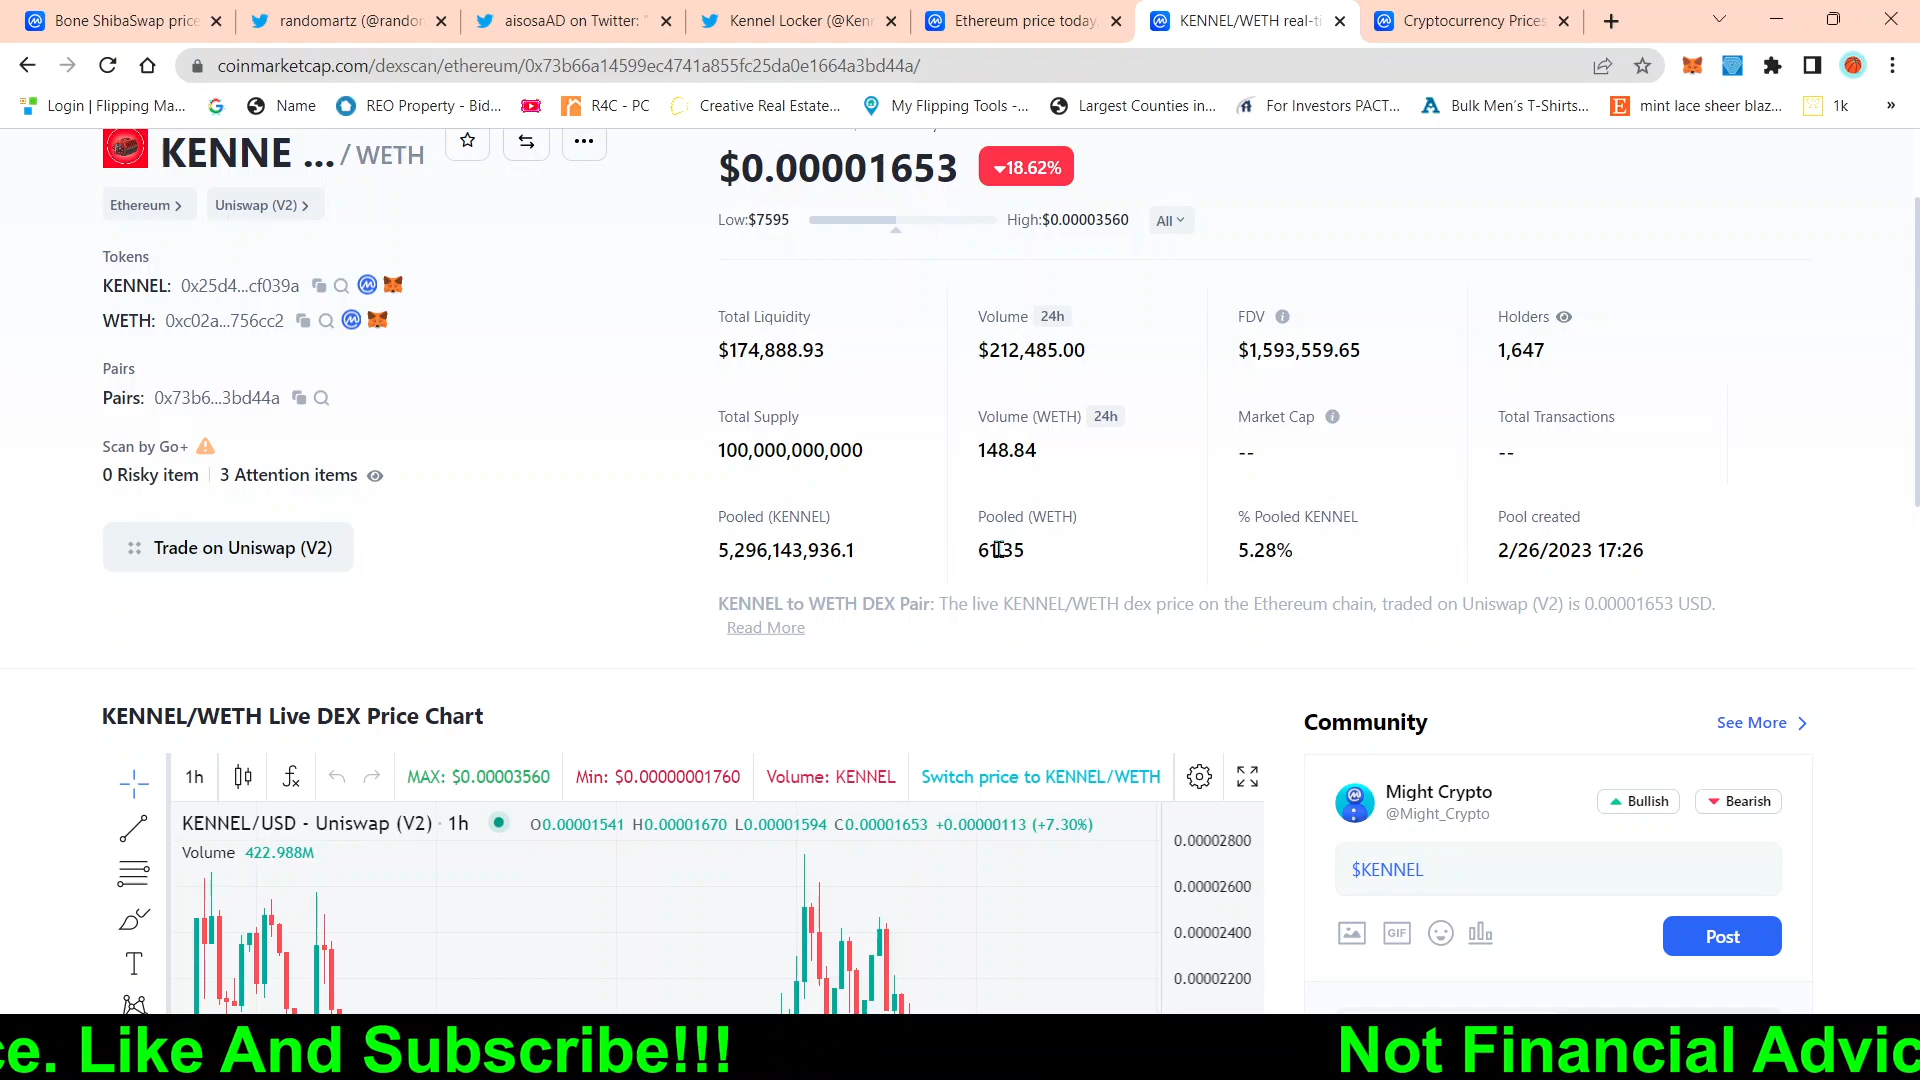 Bone ShibaSwap price
randomartz (@rando
aisosaAD on Twitter: "
Kennel Locker (@Ken
Ethereum price today,
KENNEL/WETH real-ti
Cryptocurrency Prices
coinmarketcap.com/dexscan/ethereum/0x73b66a14599ec4741a855fc25da0e1664a3bd44a/
Login | Flipping Ma...
Name
REO Property - Bid...
R4C - PC
Creative Real Estate...
My Flipping Tools -...
Largest Counties in...
For Investors PACT...
Bulk Men's T-Shirts...
mint lace sheer blaz...
1k
»
KENNE ... / WETH
$0.00001653
18.62%
Ethereum
Uniswap (V2)
Low:$7595
High:$0.00003560
All
Tokens
KENNEL: 0x25d4...cf039a
WETH: 0xc02a...756cc2
Pairs
Pairs: 0x73b6...3bd44a
Scan by Go+
0 Risky item
3 Attention items
Trade on Uniswap (V2)
Total Liquidity
$174,888.93
Volume 24h
$212,485.00
FDV
$1,593,559.65
Holders
1,647
Total Supply
100,000,000,000
Volume (WETH) 24h
148.84
Market Cap
--
Total Transactions
--
Pooled (KENNEL)
5,296,143,936.1
Pooled (WETH)
61.35
% Pooled KENNEL
5.28%
Pool created
2/26/2023 17:26
KENNEL to WETH DEX Pair: The live KENNEL/WETH dex price on the Ethereum chain, traded on Uniswap (V2) is 0.00001653 USD.
Read More
KENNEL/WETH Live DEX Price Chart
1h
MAX: $0.00003560
Min: $0.00000001760
Volume: KENNEL
Switch price to KENNEL/WETH
KENNEL/USD - Uniswap (V2) · 1h
O0.00001541 H0.00001670 L0.00001594 C0.00001653 +0.00000113 (+7.30%)
Volume 422.988M
0.00002800
0.00002600
0.00002400
0.00002200
Community
See More
Might Crypto
@Might_Crypto
Bullish
Bearish
$KENNEL
GIF
Post
ce. Like And Subscribe!!!
Not Financial Advic